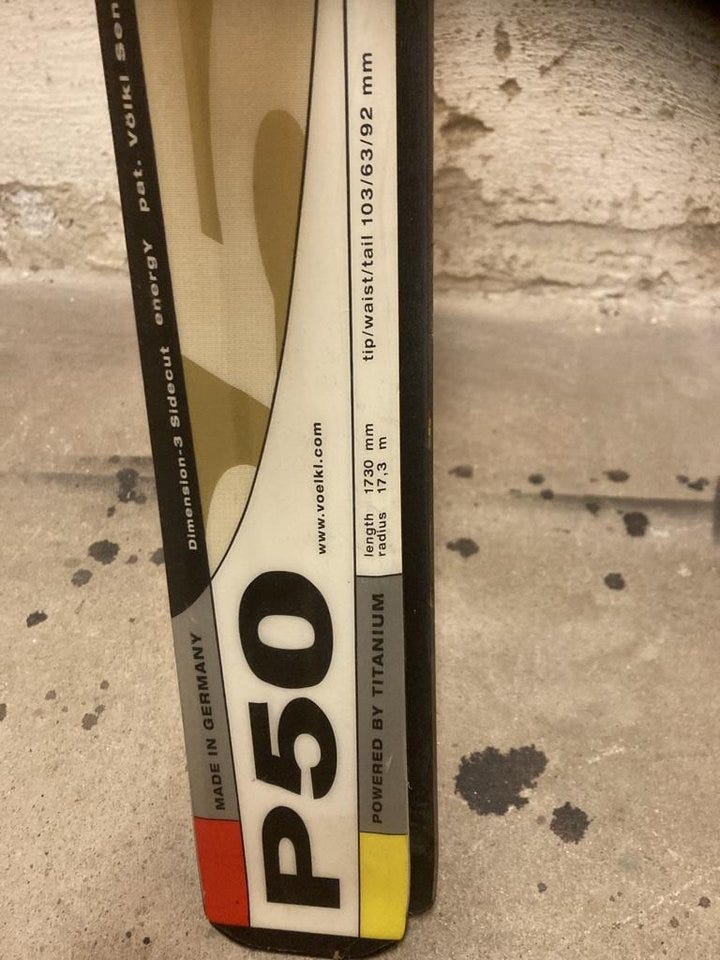 Dimension-3 Sidecut energy pat. Völkl
MADE IN GERMANY
P50
www.voelkl.com
tip/waist/tail 103/63/92 mm
length 1730 mm
radius 17,3 m
POWERED BY TITANIUM